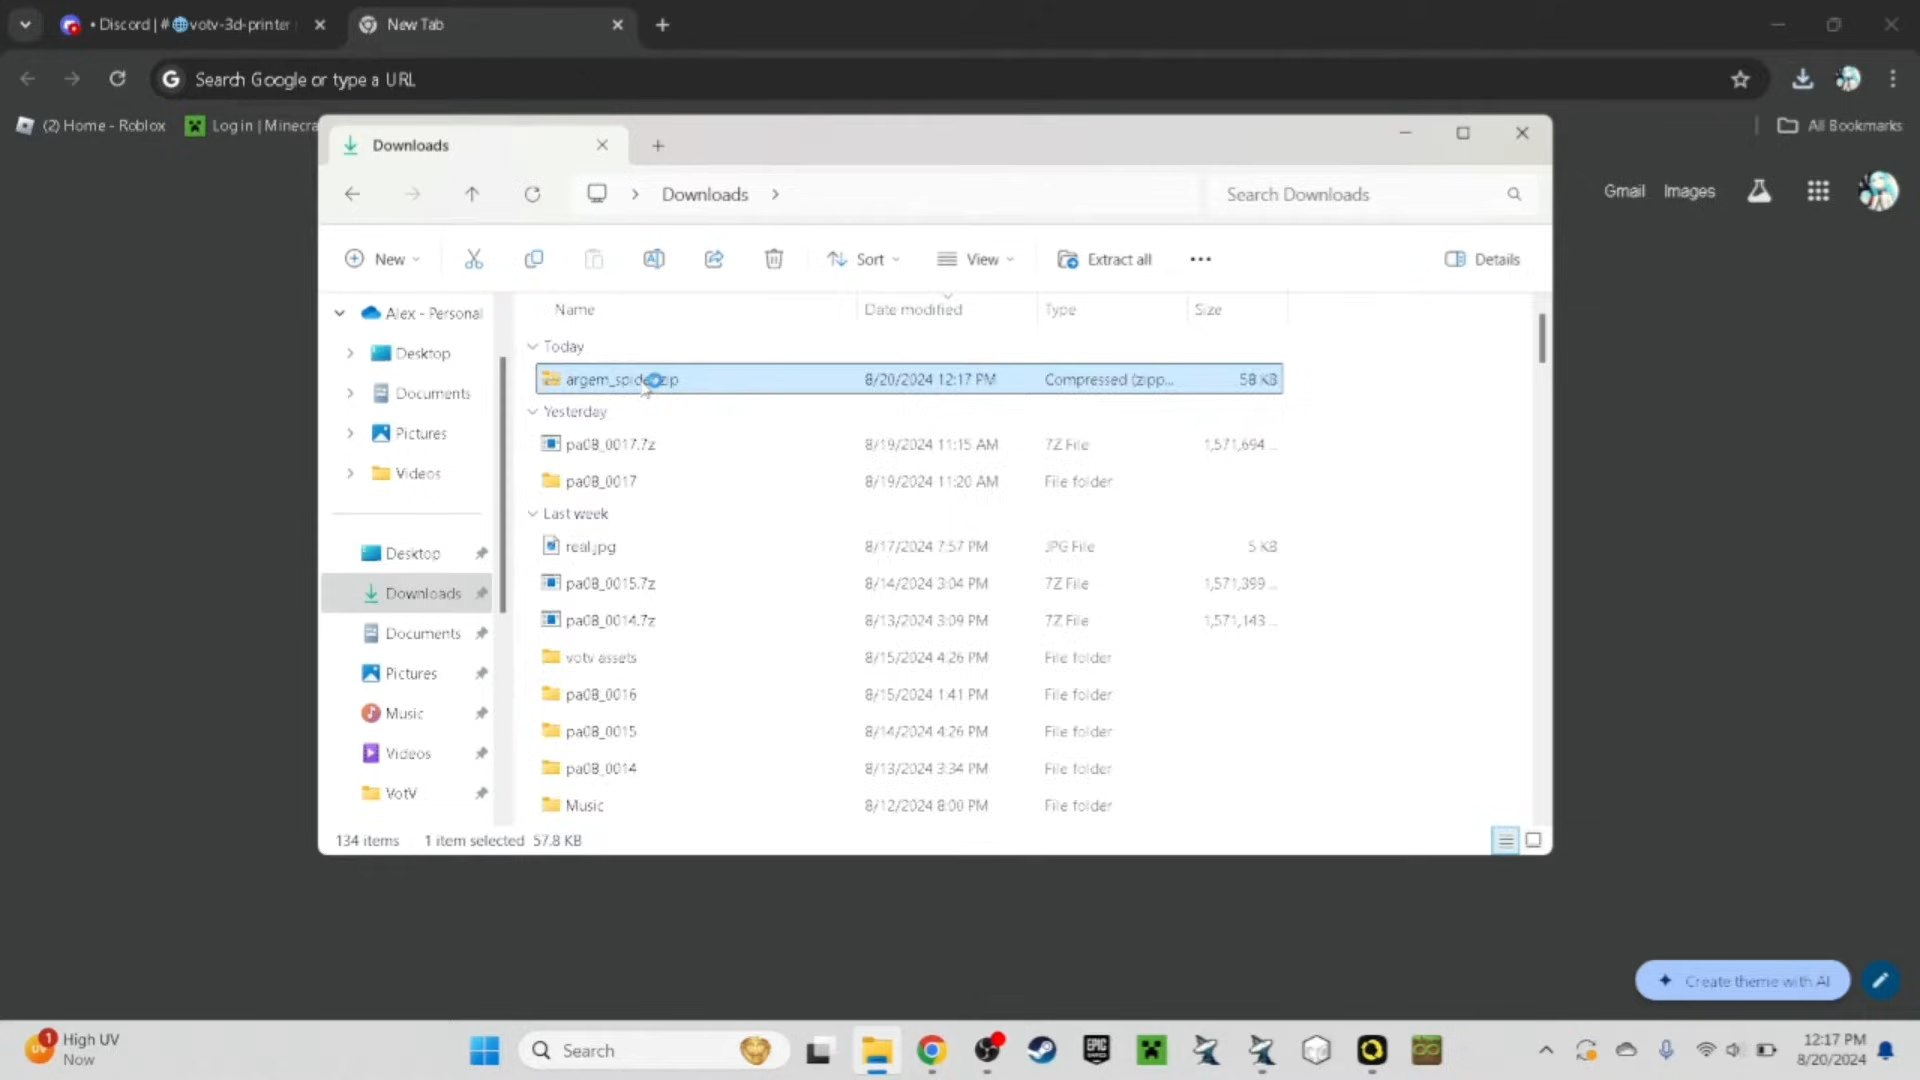 • Discord | #🌐votv-3d-printer
New Tab
Search Google or type a URL
(2) Home - Roblox
Log in | Minecra
All Bookmarks
Gmail
Images
Downloads
Downloads
Search Downloads
New
Sort
View
Extract all
Details
Name
Date modified
Type
Size
Alex - Personal
Desktop
Documents
Pictures
Videos
Desktop
Downloads
Documents
Pictures
Music
Videos
VotV
Today
8/20/2024 12:17 PM Compressed (zipp... 58 KB
Yesterday
pa08_0017.7z 8/19/2024 11:15 AM 7Z File 1,571,694 ...
pa08_0017 8/19/2024 11:20 AM File folder
Last week
real.jpg 8/17/2024 7:57 PM JPG File 5 KB
pa08_0015.7z 8/14/2024 3:04 PM 7Z File 1,571,399 ...
pa08_0014.7z 8/13/2024 3:09 PM 7Z File 1,571,143 ...
votv assets 8/15/2024 4:26 PM File folder
pa08_0016 8/15/2024 1:41 PM File folder
pa08_0015 8/14/2024 4:26 PM File folder
pa08_0014 8/13/2024 3:34 PM File folder
Music 8/12/2024 8:00 PM File folder
134 items 1 item selected 57.8 KB
Create theme with AI
1
UV
High UV
Now
Search
EPIC GAMES
12:17 PM
8/20/2024